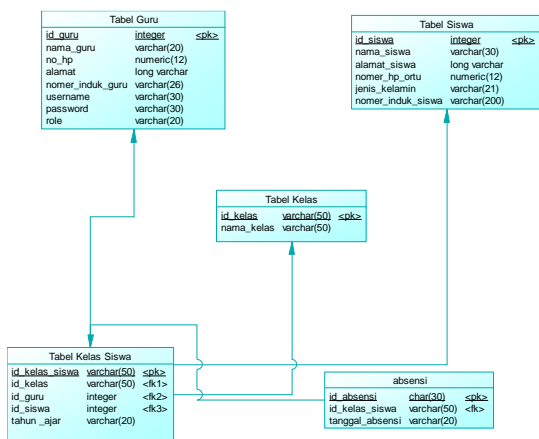 Tabel Guru
id_guru integer <pk>
nama_guru varchar(20)
no_hp numeric(12)
alamat long varchar
nomer_induk_guru varchar(26)
username varchar(30)
password varchar(30)
role varchar(20)
Tabel Siswa
id_siswa integer <pk>
nama_siswa varchar(30)
alamat_siswa long varchar
nomer_hp_ortu numeric(12)
jenis_kelamin varchar(21)
nomer_induk_siswa varchar(200)
Tabel Kelas
id_kelas varchar(50) <pk>
nama_kelas varchar(50)
Tabel Kelas Siswa
id_kelas_siswa varchar(50) <pk>
id_kelas varchar(50) <fk1>
id_guru integer <fk2>
id_siswa integer <fk3>
tahun _ajar varchar(20)
absensi
id_absensi char(30) <pk>
id_kelas_siswa varchar(50) <fk>
tanggal_absensi varchar(20)